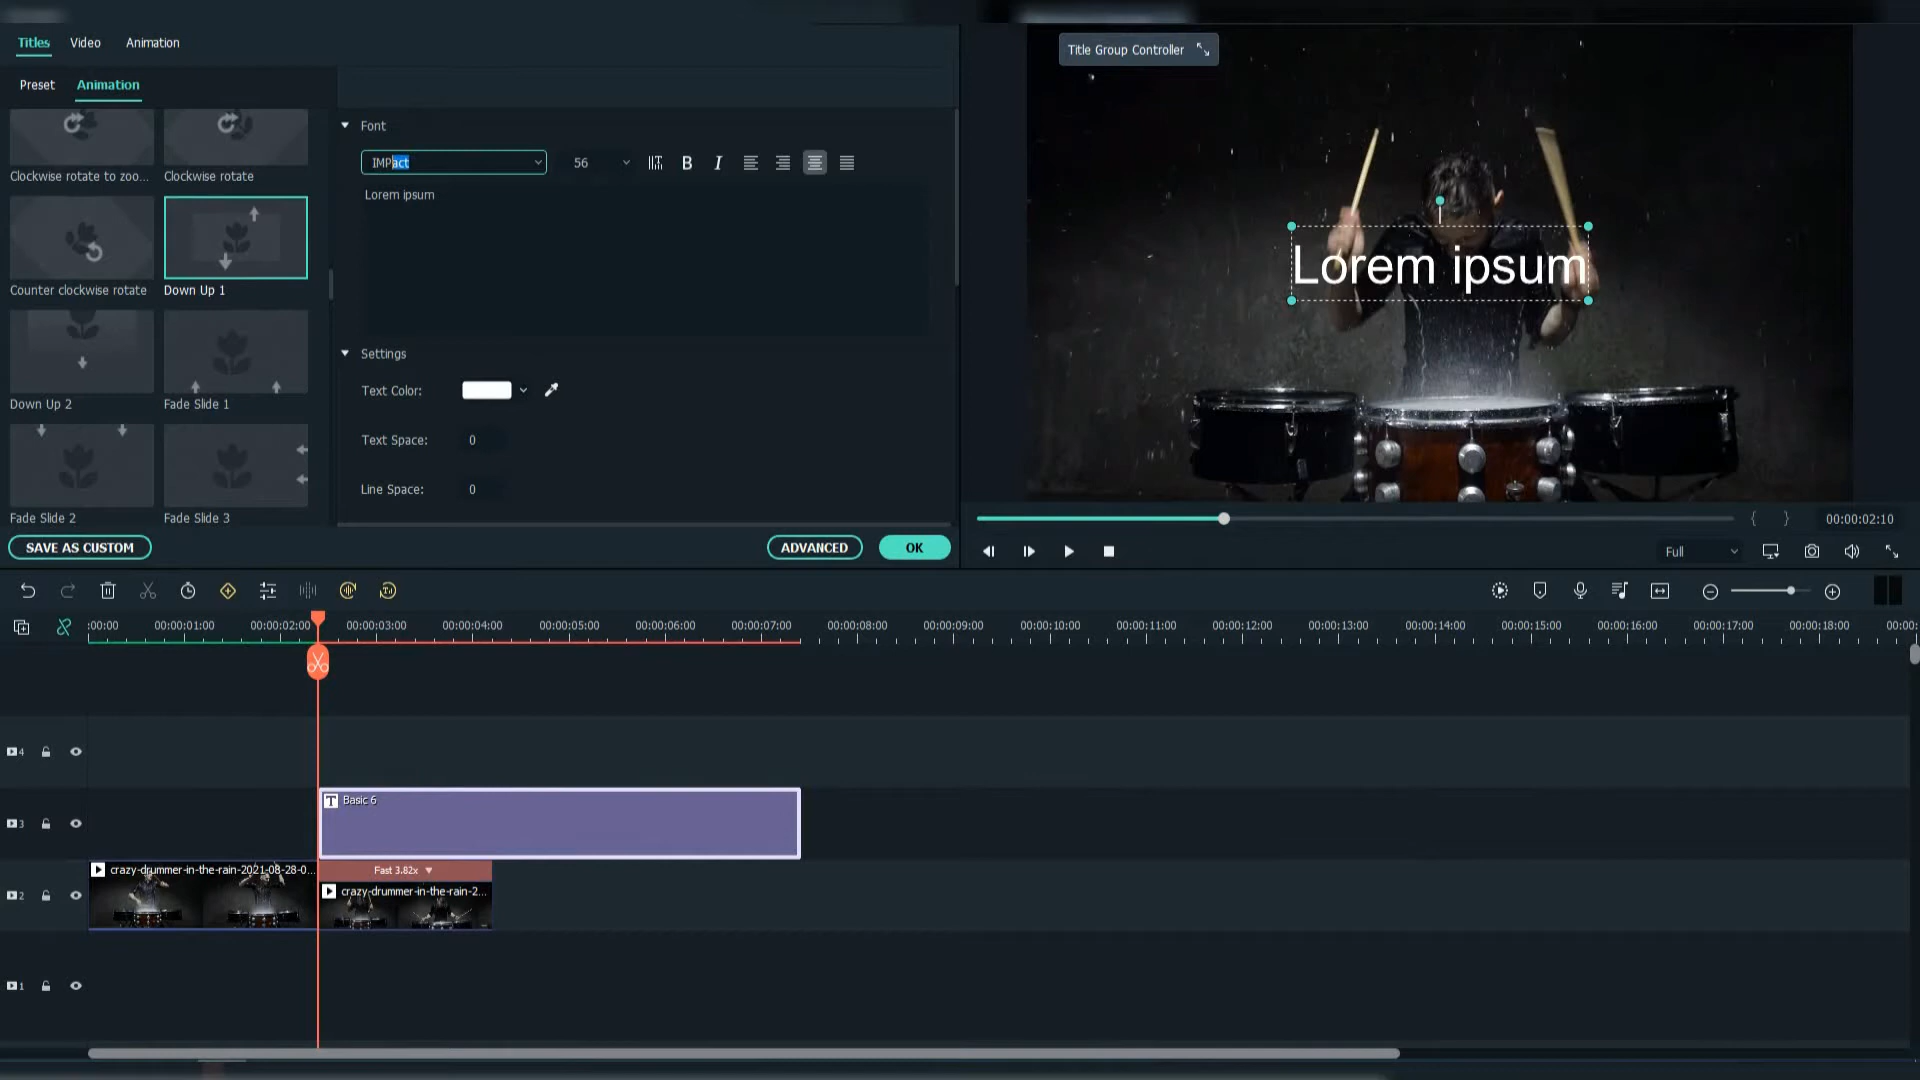 Titles
Video
Animation
Title Group Controller
Preset
Animation
Clockwise rotate to zoo...
Clockwise rotate
Counter clockwise rotate
Down Up 1
Down Up 2
Fade Slide 1
Fade Slide 2
Fade Slide 3
Font
IMPact
56
B
I
Lorem ipsum
Settings
Text Color:
Text Space:
0
Line Space:
0
SAVE AS CUSTOM
ADVANCED
OK
Lorem ipsum
{ }
00:00:02:10
Full
:00:00
00:00:01:00
00:00:02:00
00:00:03:00
00:00:04:00
00:00:05:00
00:00:06:00
00:00:07:00
00:00:08:00
00:00:09:00
00:00:10:00
00:00:11:00
00:00:12:00
00:00:13:00
00:00:14:00
00:00:15:00
00:00:16:00
00:00:17:00
00:00:18:00
00:00:
4
3
T Basic 6
2
crazy-drummer-in-the-rain-2021-08-28-0...
Fast 3.82x
crazy-drummer-in-the-rain-2...
1